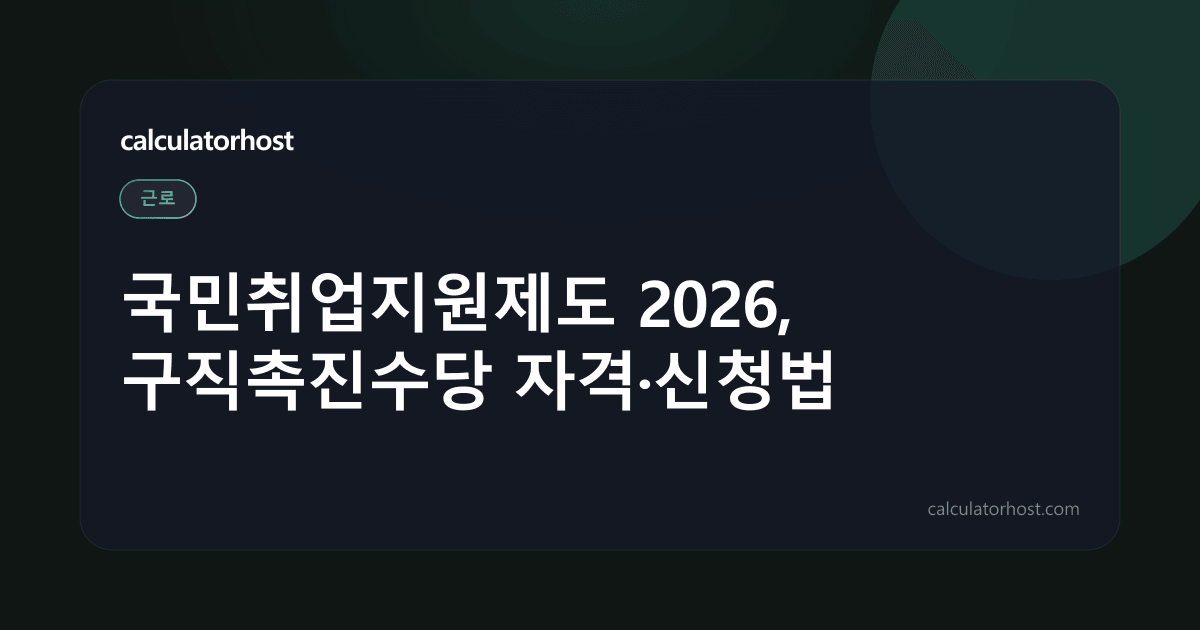 calculatorhost
근로
국민취업지원제도 2026,
구직촉진수당 자격·신청법
calculatorhost.com